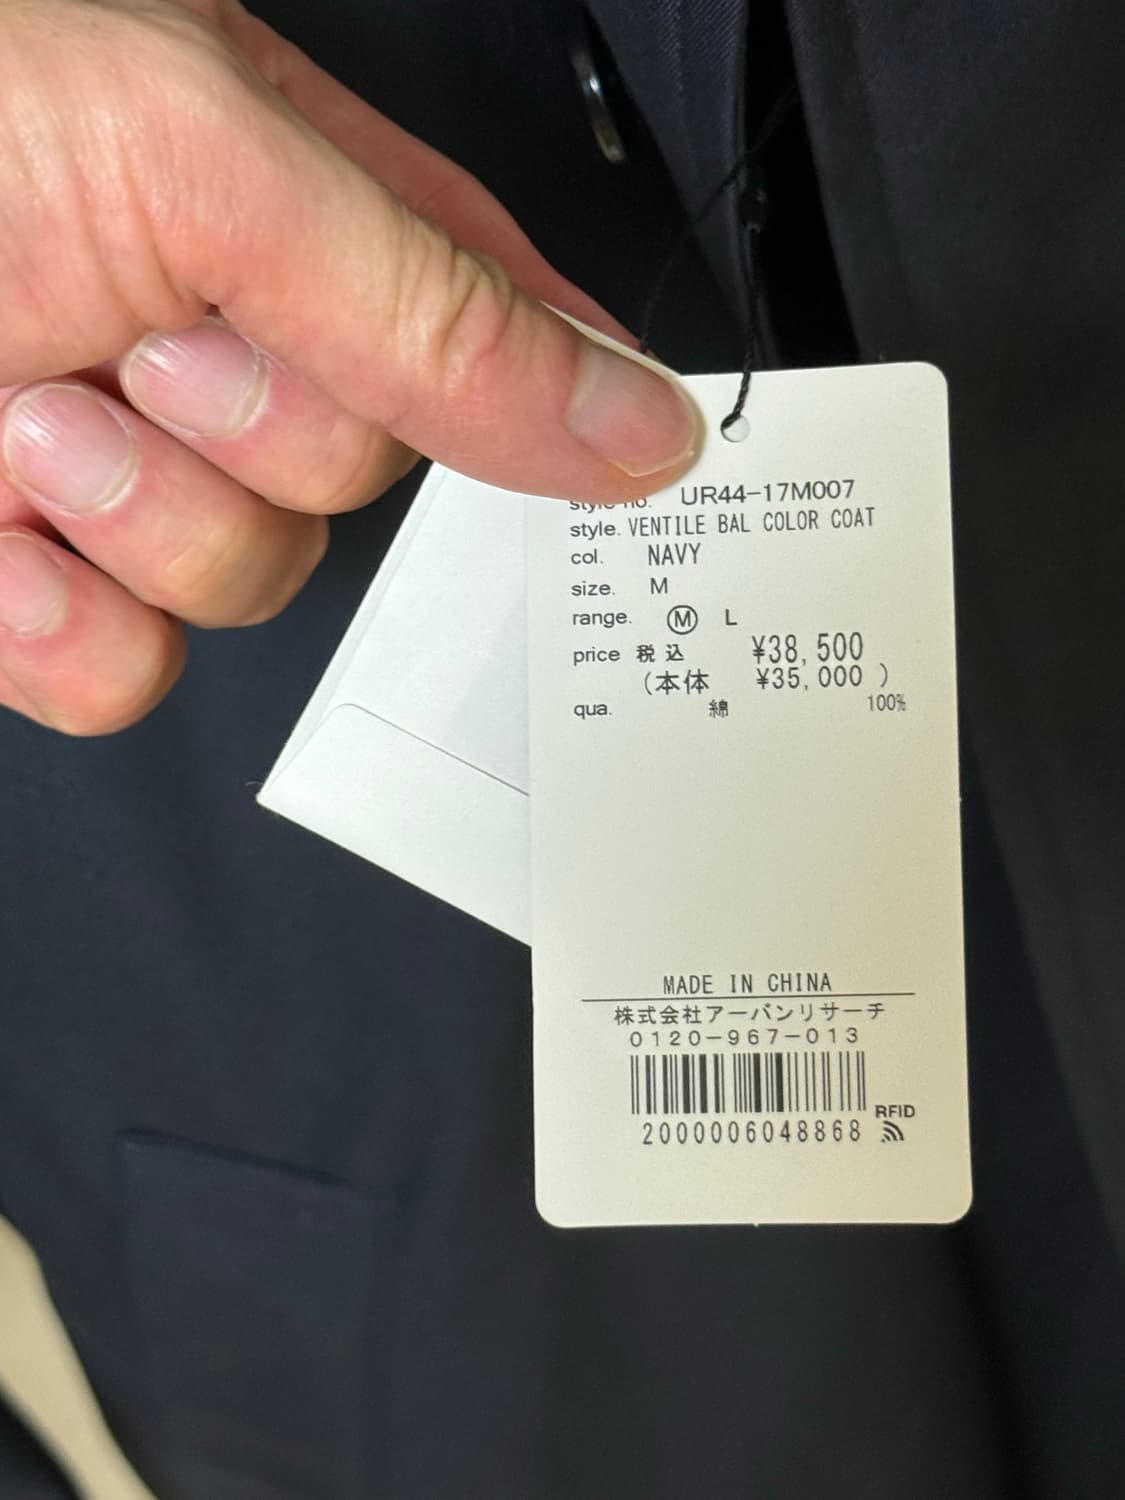 style no. UR44-17M007
style. VENTILE BAL COLOR COAT
col. NAVY
size. M
range. Ⓜ L
price 税込 ¥38,500
(本体 ¥35,000 )
qua. 綿 100%
MADE IN CHINA
株式会社アーバンリサーチ
0120-967-013
RFID
2000006048868